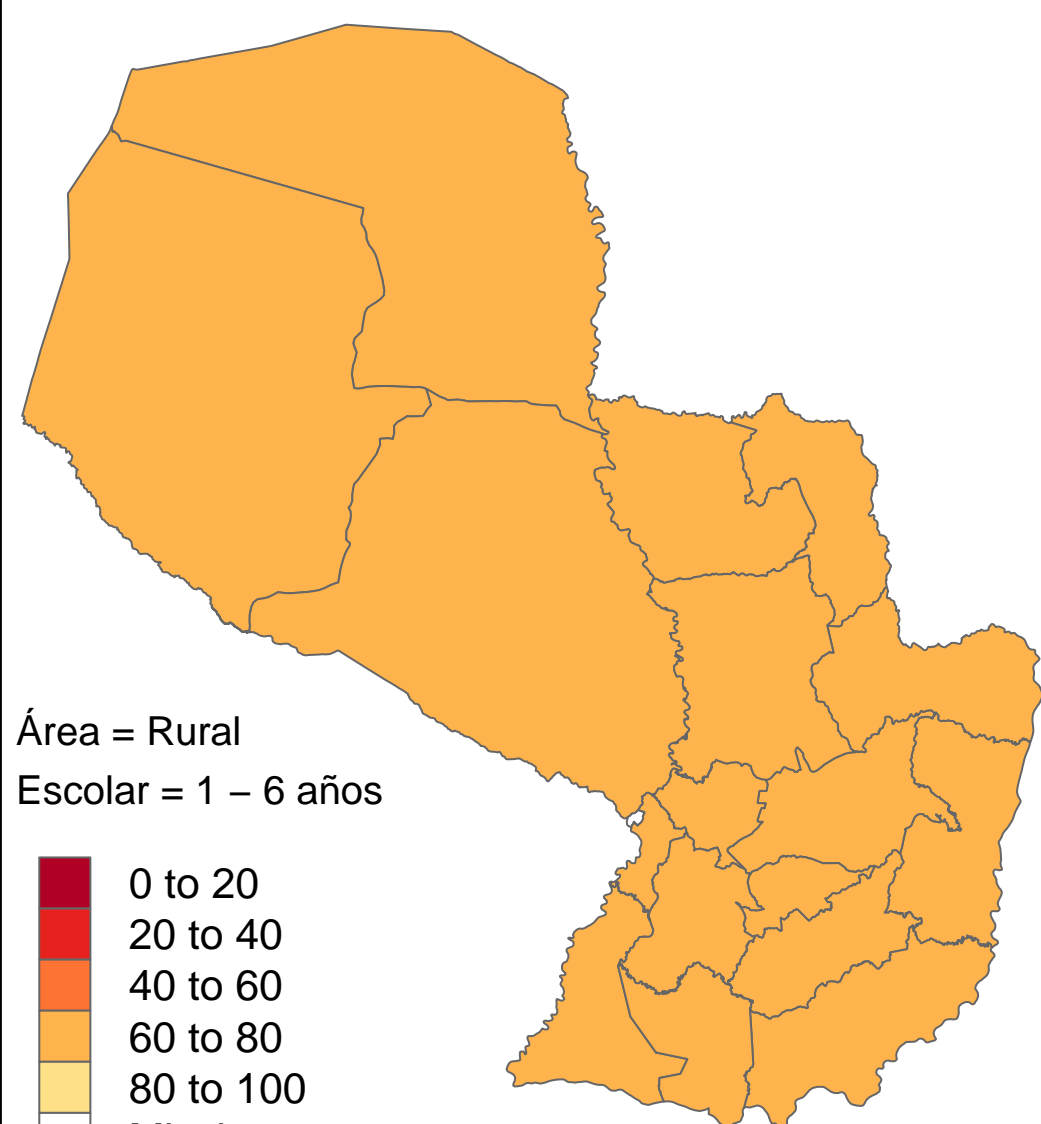 Área = Rural
Escolar = 1 – 6 años
0 to 20
20 to 40
40 to 60
60 to 80
80 to 100